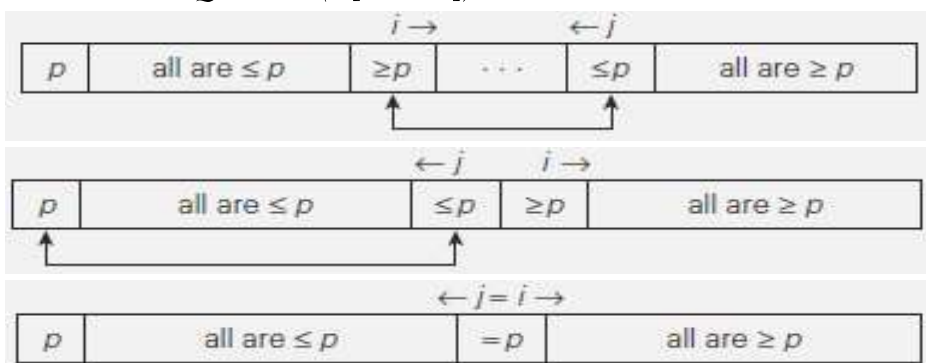 i → ← j
p all are ≤ p ≥p · · · ≤p all are ≥ p
← j i →
p all are ≤ p ≤p ≥p all are ≥ p
← j = i →
p all are ≤ p =p all are ≥ p